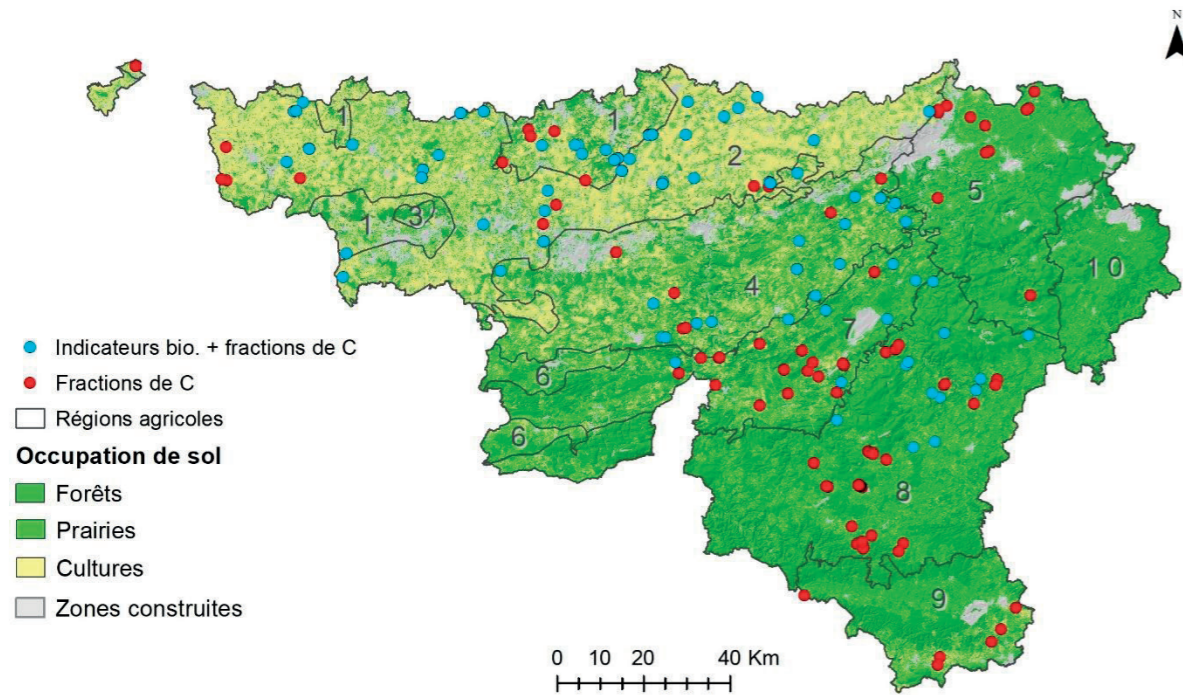 N
1
1
2
3
1
5
10
4
7
6
6
8
9
Indicateurs bio. + fractions de C
Fractions de C
Régions agricoles
Occupation de sol
Forêts
Prairies
Cultures
Zones construites
0 10 20 40 Km